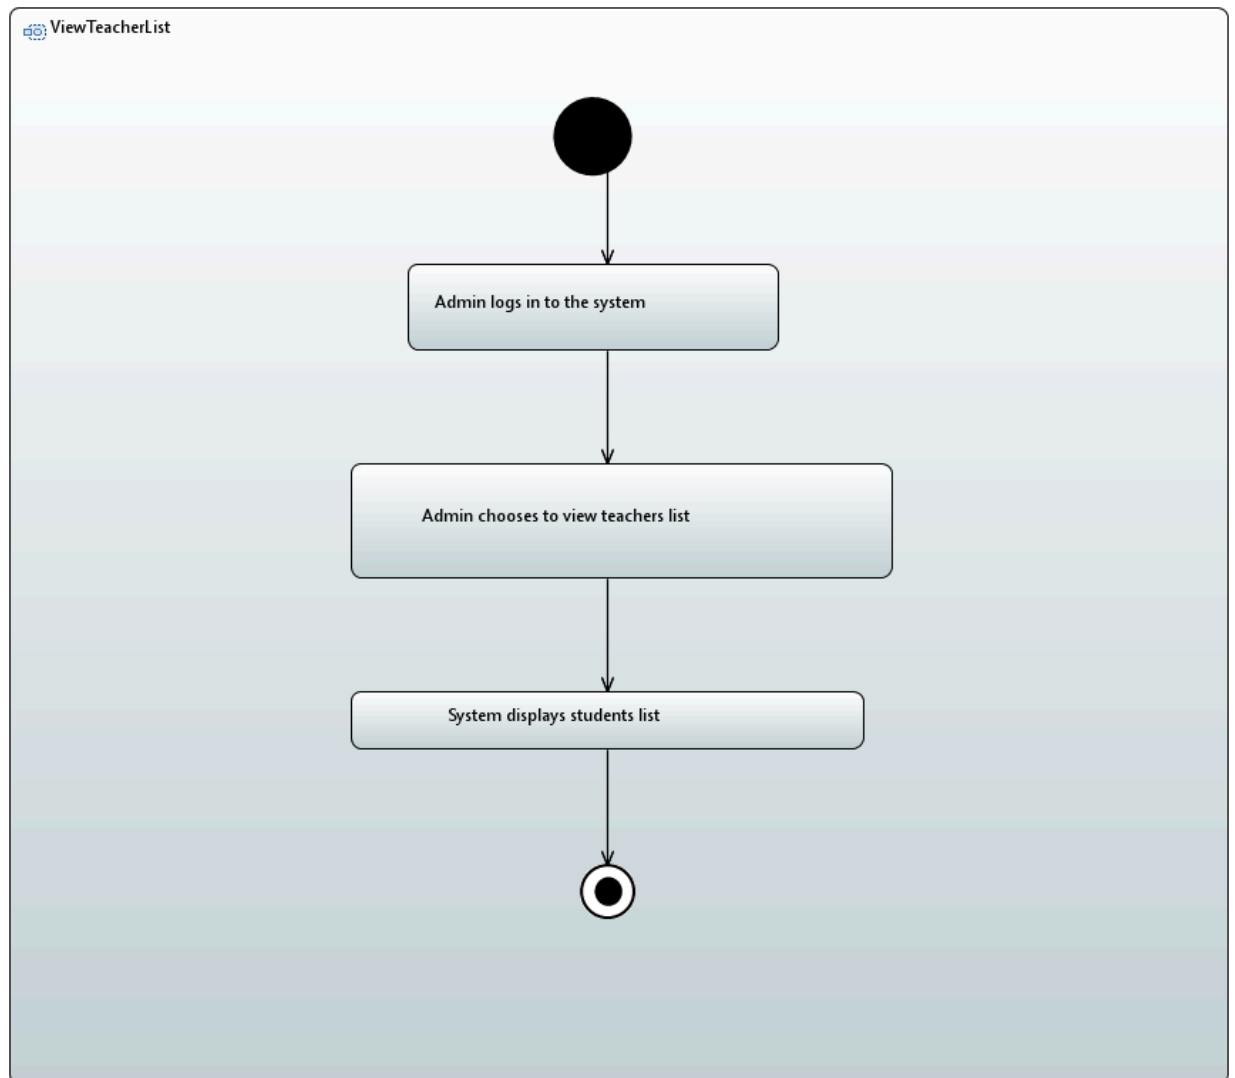 ViewTeacherList
Admin logs in to the system
Admin chooses to view teachers list
System displays students list